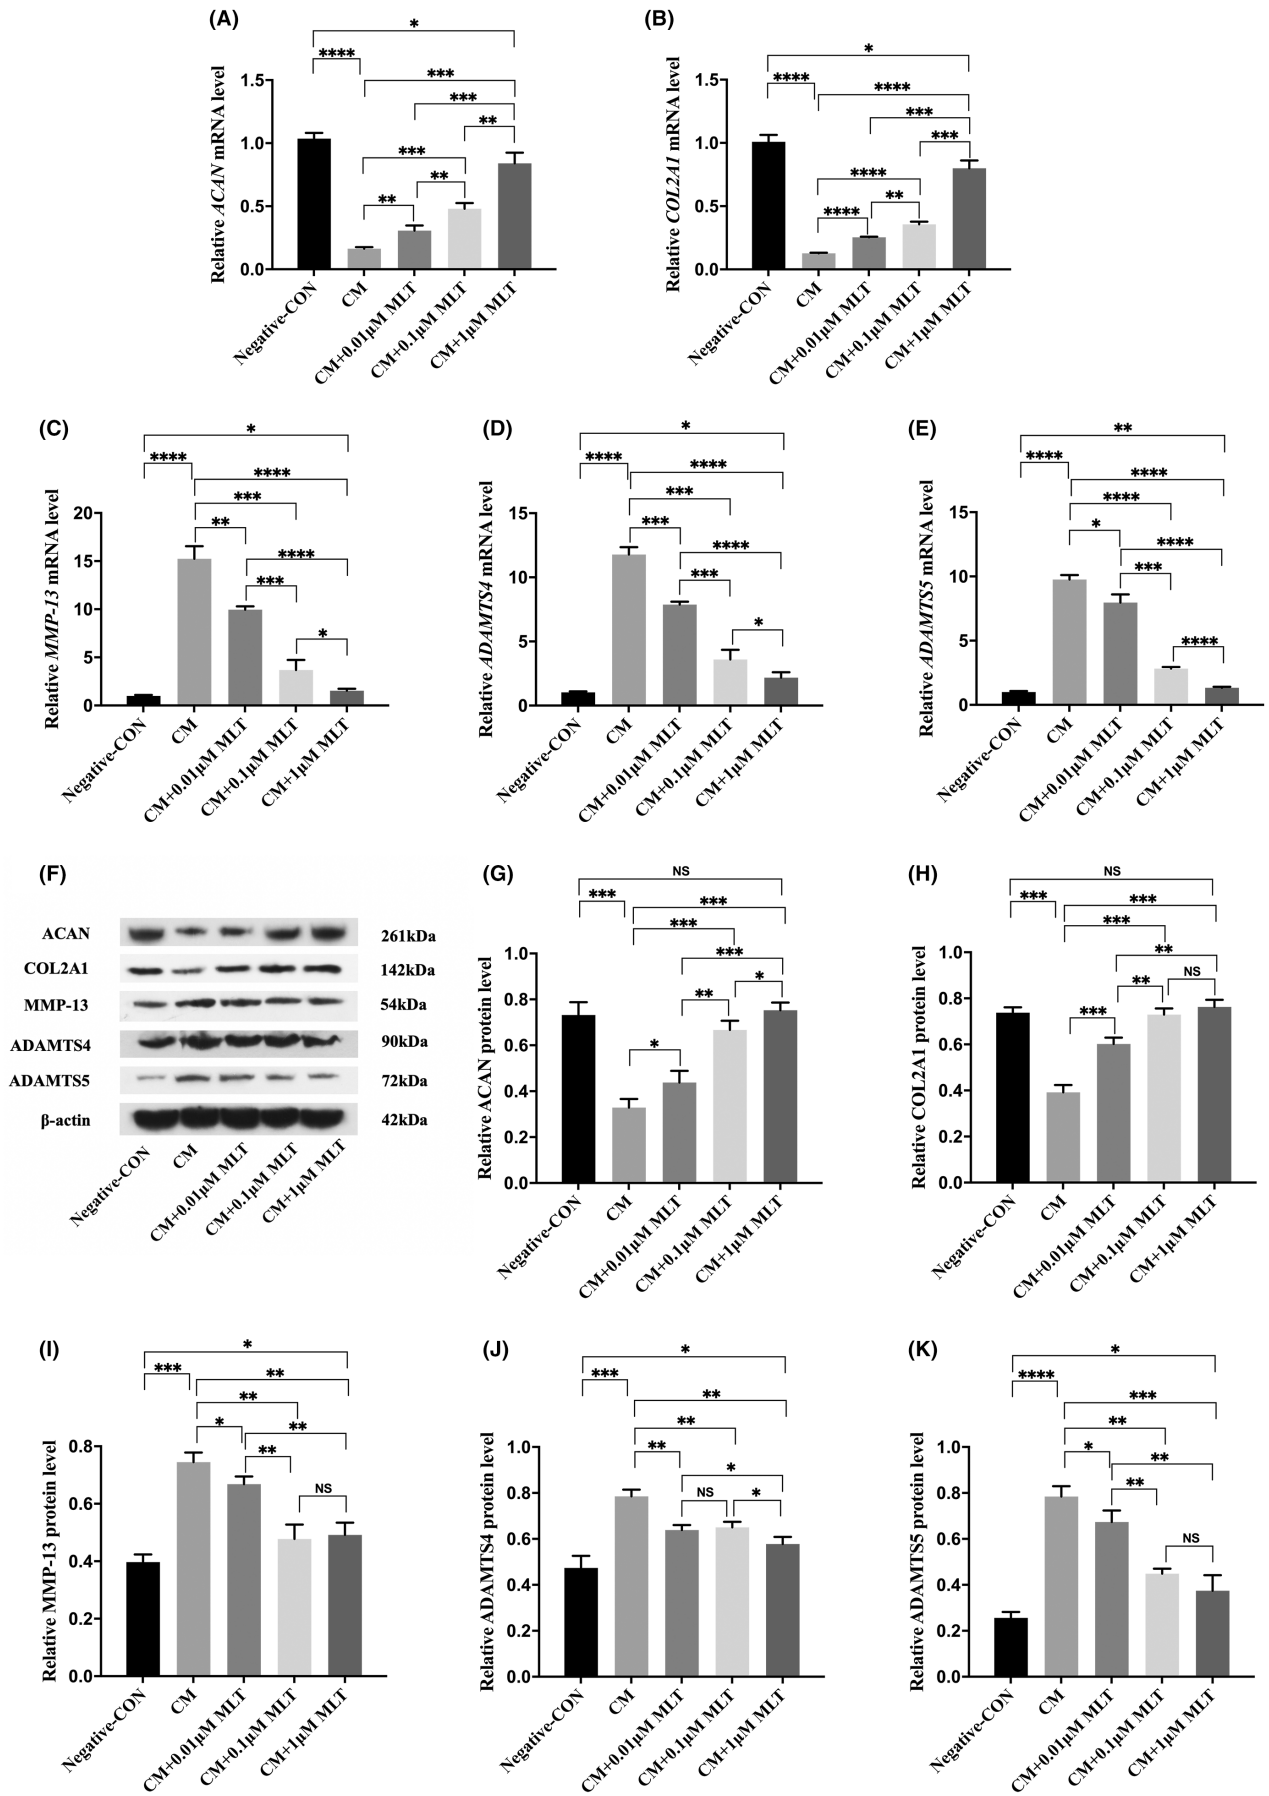 (A)
Relative ACAN mRNA level
*
****
***
***
**
***
**
**
1.5
1.0
0.5
0.0
Negative-CON
CM
CM+0.01μM MLT
CM+0.1μM MLT
CM+1μM MLT
(B)
Relative COL2A1 mRNA level
*
****
****
***
***
****
**
****
1.5
1.0
0.5
0.0
Negative-CON
CM
CM+0.01μM MLT
CM+0.1μM MLT
CM+1μM MLT
(C)
Relative MMP-13 mRNA level
*
****
****
***
**
****
***
*
20
15
10
5
0
Negative-CON
CM
CM+0.01μM MLT
CM+0.1μM MLT
CM+1μM MLT
(D)
Relative ADAMTS4 mRNA level
*
****
****
***
***
****
***
*
15
10
5
0
Negative-CON
CM
CM+0.01μM MLT
CM+0.1μM MLT
CM+1μM MLT
(E)
Relative ADAMTS5 mRNA level
**
****
****
****
*
****
***
****
15
10
5
0
Negative-CON
CM
CM+0.01μM MLT
CM+0.1μM MLT
CM+1μM MLT
(F)
ACAN 261kDa
COL2A1 142kDa
MMP-13 54kDa
ADAMTS4 90kDa
ADAMTS5 72kDa
β-actin 42kDa
Negative-CON
CM
CM+0.01μM MLT
CM+0.1μM MLT
CM+1μM MLT
(G)
Relative ACAN protein level
NS
***
***
***
***
*
**
*
1.0
0.8
0.6
0.4
0.2
0.0
Negative-CON
CM
CM+0.01μM MLT
CM+0.1μM MLT
CM+1μM MLT
(H)
Relative COL2A1 protein level
NS
***
***
***
**
NS
**
***
1.0
0.8
0.6
0.4
0.2
0.0
Negative-CON
CM
CM+0.01μM MLT
CM+0.1μM MLT
CM+1μM MLT
(I)
Relative MMP-13 protein level
*
***
**
**
*
**
**
NS
0.8
0.6
0.4
0.2
0.0
Negative-CON
CM
CM+0.01μM MLT
CM+0.1μM MLT
CM+1μM MLT
(J)
Relative ADAMTS4 protein level
*
***
**
**
**
*
NS
*
1.0
0.8
0.6
0.4
0.2
0.0
Negative-CON
CM
CM+0.01μM MLT
CM+0.1μM MLT
CM+1μM MLT
(K)
Relative ADAMTS5 protein level
*
****
***
**
*
**
**
NS
1.0
0.8
0.6
0.4
0.2
0.0
Negative-CON
CM
CM+0.01μM MLT
CM+0.1μM MLT
CM+1μM MLT